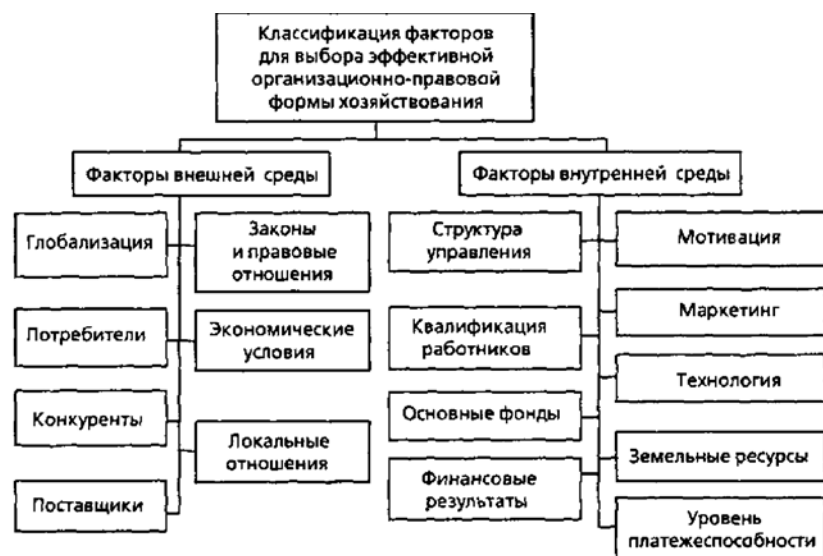 Классификация факторов
для выбора эффективной
организационно-правовой
формы хозяйствования
Факторы внешней среды
Факторы внутренней среды
Глобализация
Законы
и правовые
отношения
Потребители
Экономические
условия
Конкуренты
Локальные
отношения
Поставщики
Структура
управления
Мотивация
Квалификация
работников
Маркетинг
Технология
Основные фонды
Финансовые
результаты
Земельные ресурсы
Уровень
платежеспособности